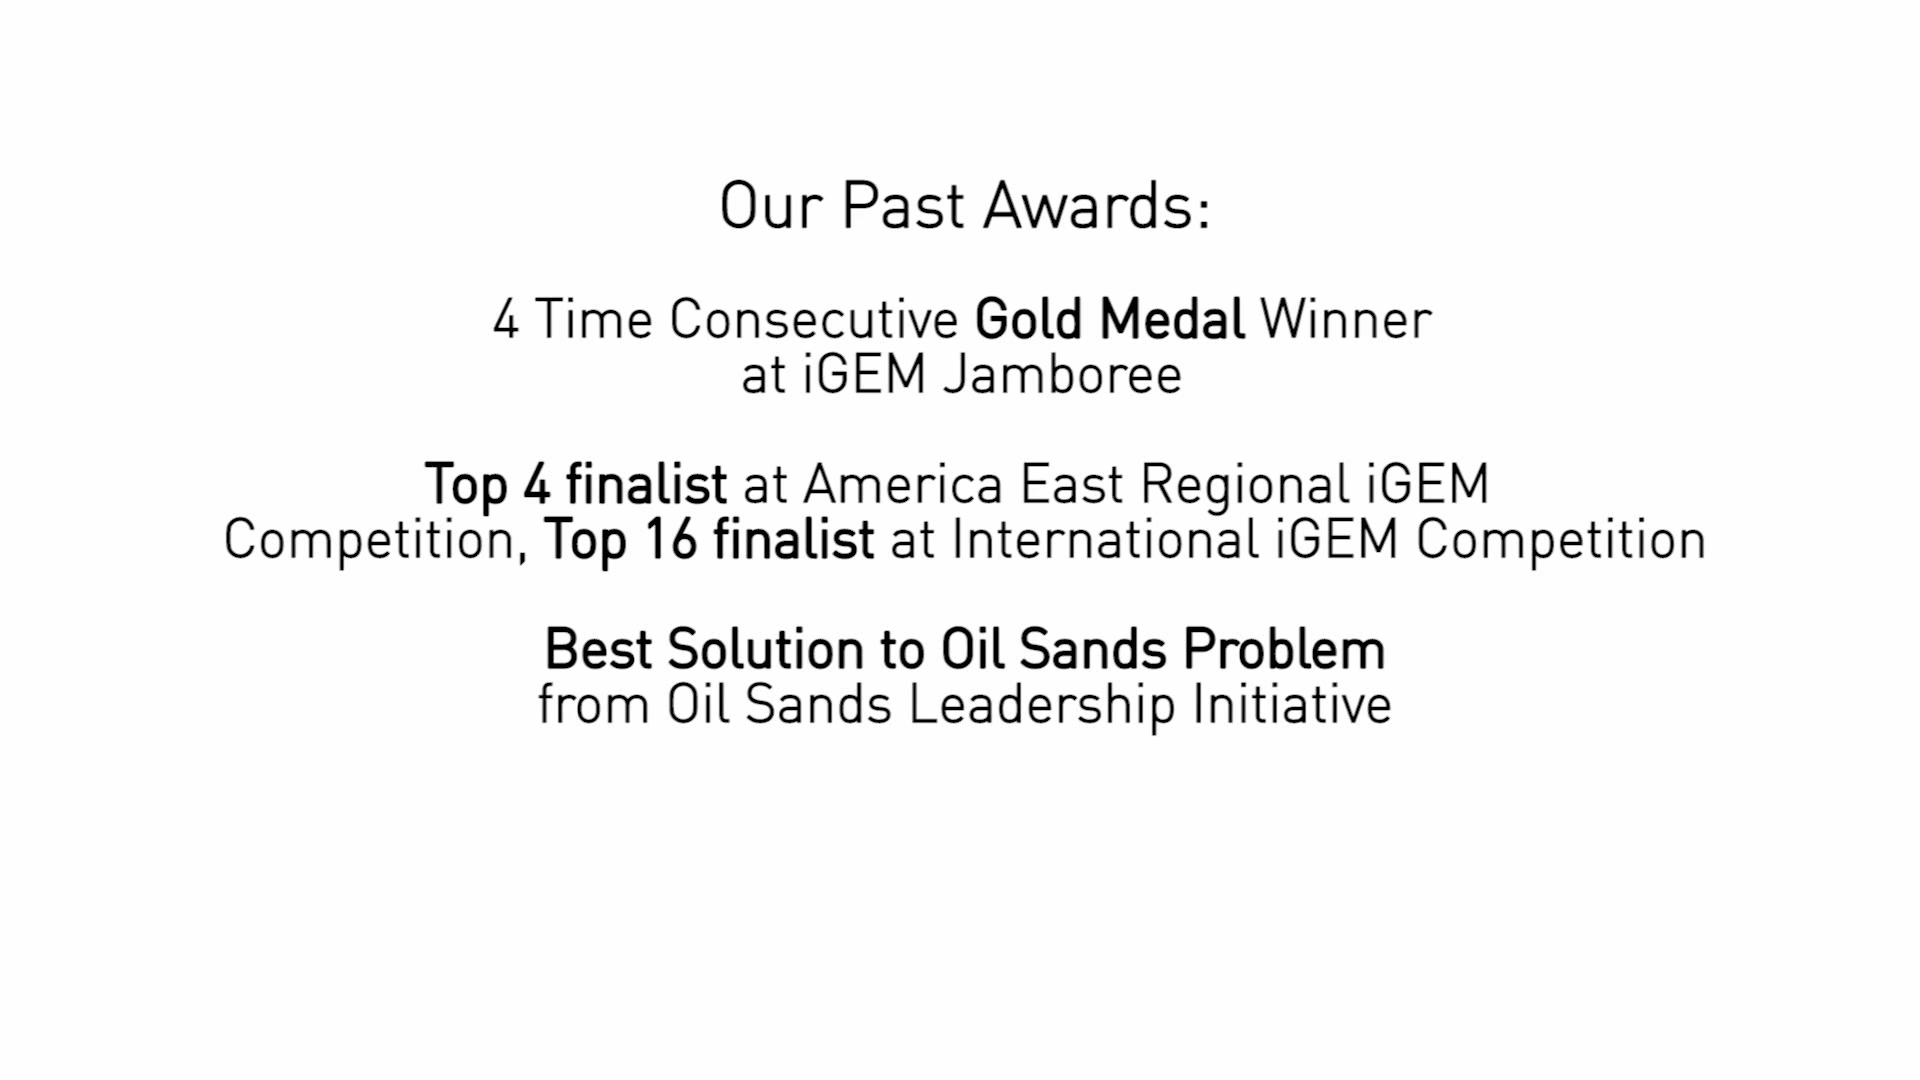 Our Past Awards:
4 Time Consecutive Gold Medal Winner
at iGEM Jamboree
Top 4 finalist at America East Regional iGEM
Competition, Top 16 finalist at International iGEM Competition
Best Solution to Oil Sands Problem
from Oil Sands Leadership Initiative